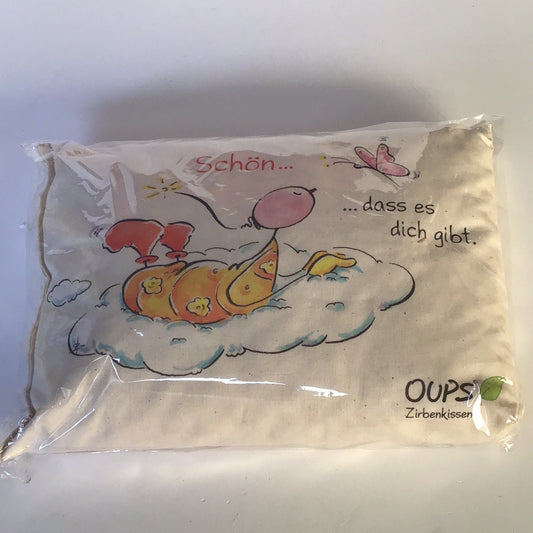 Schön...
...dass es
dich gibt.
OUPS
Zirbenkissen